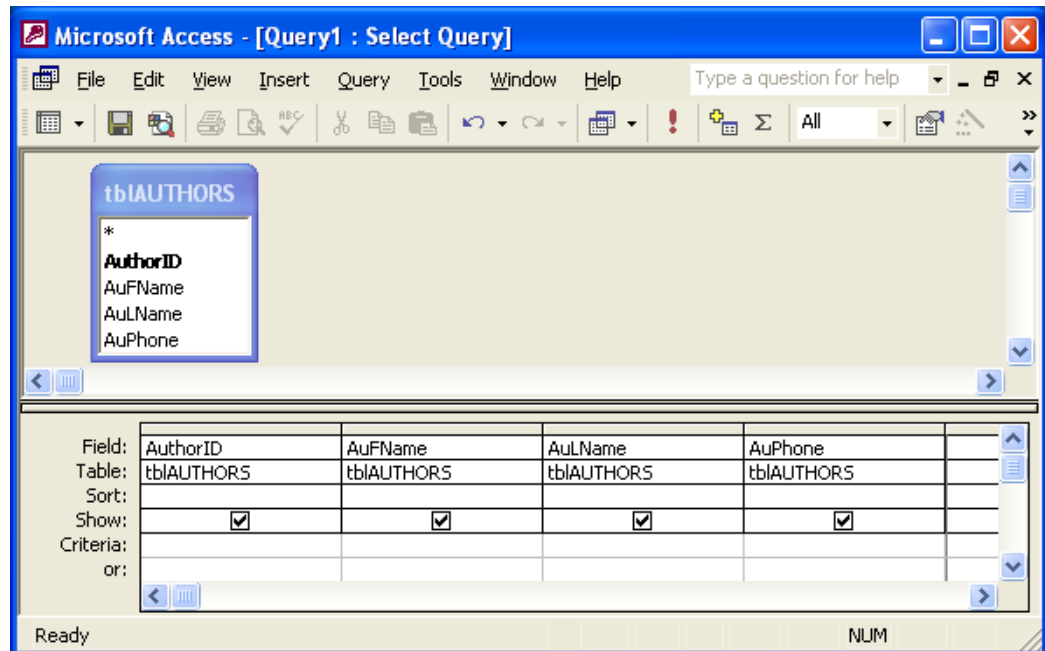 Microsoft Access - [Query1 : Select Query]
File Edit View Insert Query Tools Window Help Type a question for help
ABC Σ All
tblAUTHORS
*
AuthorID
AuFName
AuLName
AuPhone
Field: AuthorID AuFName AuLName AuPhone
Table: tblAUTHORS tblAUTHORS tblAUTHORS tblAUTHORS
Sort:
Show:
Criteria:
or:
Ready NUM